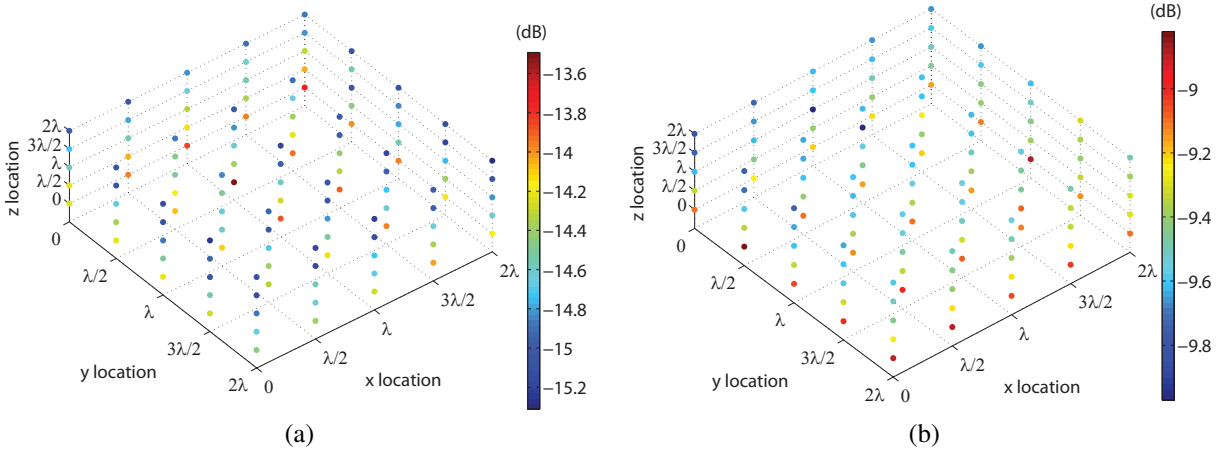 (dB)
−13.6
−13.8
−14
−14.2
−14.4
−14.6
−14.8
−15
−15.2
2λ
3λ/2
λ
λ/2
0
z location
0
λ/2
λ
3λ/2
2λ
y location
0
λ/2
λ
3λ/2
2λ
x location
(a)
(dB)
−9
−9.2
−9.4
−9.6
−9.8
2λ
3λ/2
λ
λ/2
0
z location
0
λ/2
λ
3λ/2
2λ
y location
0
λ/2
λ
3λ/2
2λ
x location
(b)